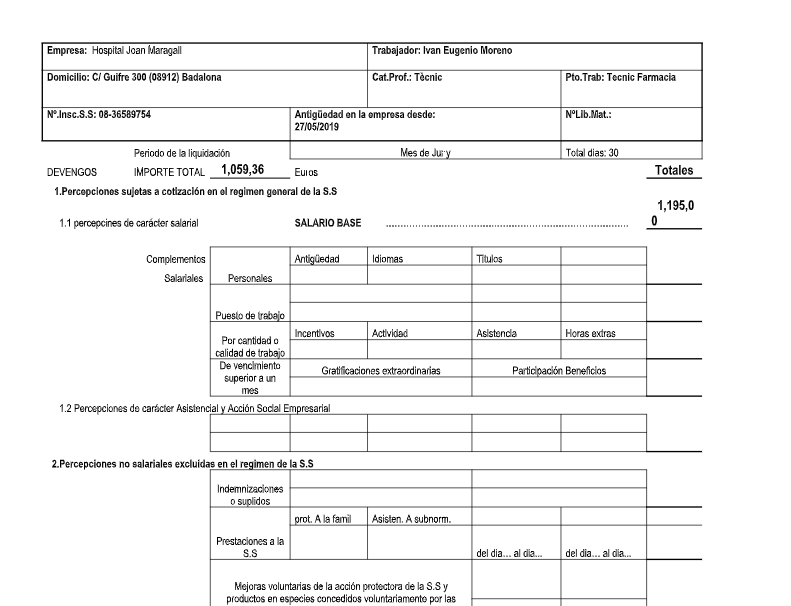 Empresa: Hospital Joan Maragall
Trabajador: Ivan Eugenio Moreno
Domicilio: C/ Guifre 300 (08912) Badalona
Cat.Prof.: Tècnic
Pto.Trab: Tecnic Farmacia
Nº.Insc.S.S: 08-36589754
Antigüedad en la empresa desde:
27/05/2019
NºLib.Mat.:
Periodo de la liquidación
Mes de
Total dias: 30
DEVENGOS IMPORTE TOTAL 1,059,36 Euros
Totales
1.Percepciones sujetas a cotización en el regimen general de la S.S
1,195,0
0
1.1 percepcines de carácter salarial SALARIO BASE ..........
Complementos
Antigüedad Idiomas Titulos
Salariales Personales
Puesto de trabajo
Por cantidad o
calidad de trabajo
Incentivos Actividad Asistencia Horas extras
De vencimiento
superior a un
mes
Gratificaciones extraordinarias Participación Beneficios
1.2 Percepciones de carácter Asistencial y Acción Social Empresarial
2.Percepciones no salariales excluidas en el regimen de la S.S
Indemnizaciones
o suplidos
prot. A la famil Asisten. A subnorm.
Prestaciones a la
S.S
del dia... al dia... del dia... al dia...
Mejoras voluntarias de la acción protectora de la S.S y
productos en especies concedidos voluntariamento por las